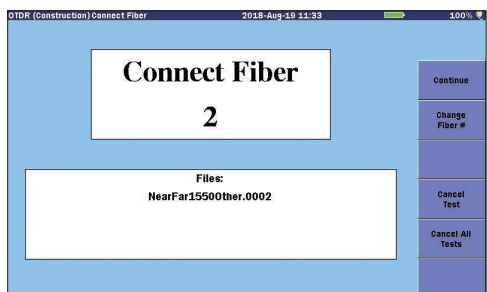 OTDR (Construction) Connect Fiber 2018-Aug-19 11:33 100%
Connect Fiber
2
Files:
NearFar1550Other.0002
Continue
Change
Fiber #
Cancel
Test
Cancel All
Tests